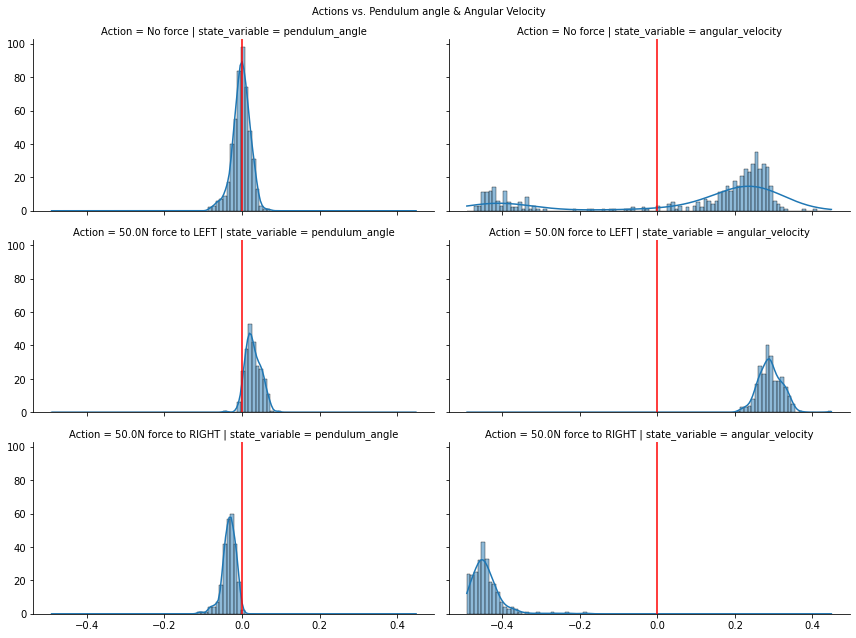 Actions vs. Pendulum angle & Angular Velocity
Action = No force | state_variable = pendulum_angle
Action = No force | state_variable = angular_velocity
100
80
60
40
20
0
Action = 50.0N force to LEFT | state_variable = pendulum_angle
Action = 50.0N force to LEFT | state_variable = angular_velocity
100
80
60
40
20
0
Action = 50.0N force to RIGHT | state_variable = pendulum_angle
Action = 50.0N force to RIGHT | state_variable = angular_velocity
100
80
60
40
20
0
−0.4 −0.2 0.0 0.2 0.4
−0.4 −0.2 0.0 0.2 0.4